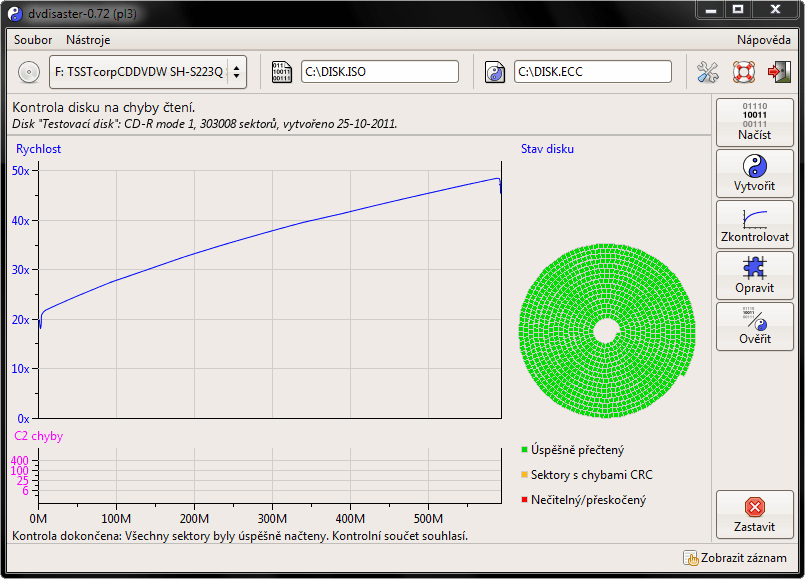 dvdisaster-0.72 (pl3)
Soubor Nástroje Nápověda
F: TSSTcorpCDDVDW SH-S223Q C:\DISK.ISO C:\DISK.ECC
Kontrola disku na chyby čtení.
Disk "Testovací disk": CD-R mode 1, 303008 sektorů, vytvořeno 25-10-2011.
Rychlost
50x
40x
30x
20x
10x
0x
C2 chyby
400
100
25
6
0M 100M 200M 300M 400M 500M
Kontrola dokončena: Všechny sektory byly úspěšně načteny. Kontrolní součet souhlasí.
Stav disku
Úspěšně přečtený
Sektory s chybami CRC
Nečitelný/přeskočený
01110
10011
00111
Načíst
Vytvořit
Zkontrolovat
Opravit
Ověřit
Zastavit
Zobrazit záznam